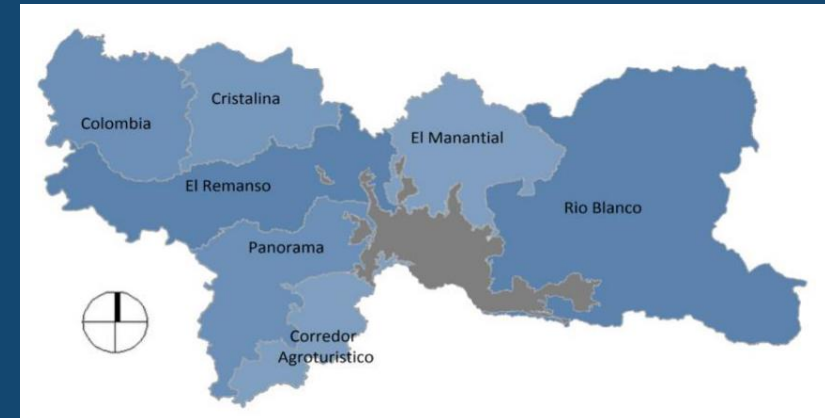 Cristalina
Colombia
El Manantial
El Remanso
Rio Blanco
Panorama
Corredor
Agroturistico